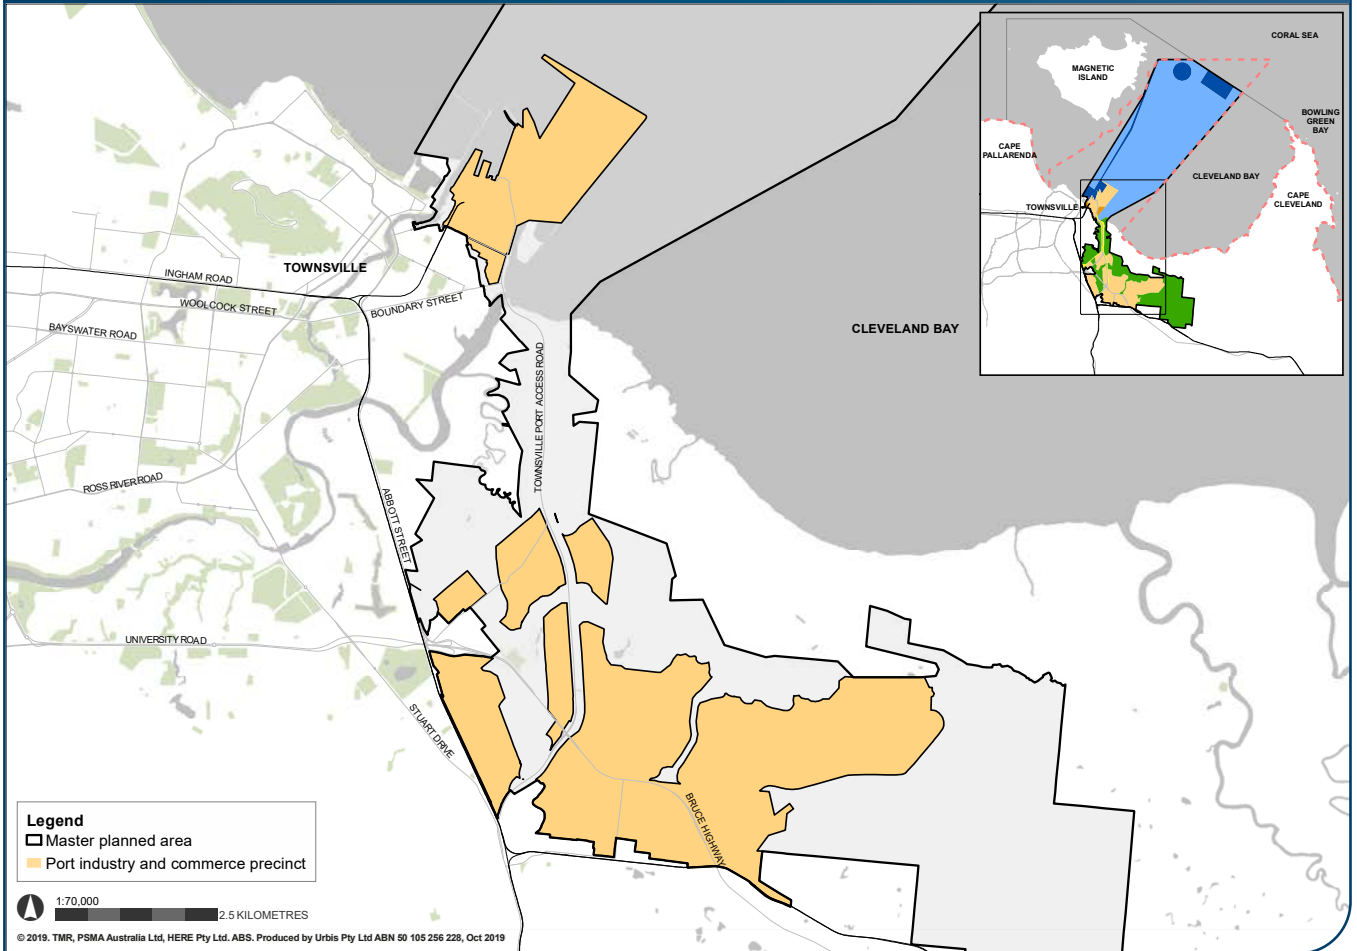 CORAL SEA
MAGNETIC
ISLAND
BOWLING
GREEN
BAY
CAPE
PALLARENDA
CLEVELAND BAY
CAPE
CLEVELAND
TOWNSVILLE
TOWNSVILLE
INGHAM ROAD
WOOLCOCK STREET
BOUNDARY STREET
BAYSWATER ROAD
CLEVELAND BAY
TOWNSVILLE PORT ACCESS ROAD
ROSS RIVER ROAD
ABBOTT STREET
UNIVERSITY ROAD
STUART DRIVE
BRUCE HIGHWAY
Legend
Master planned area
Port industry and commerce precinct
1:70,000
2.5 KILOMETRES
© 2019. TMR, PSMA Australia Ltd, HERE Pty Ltd. ABS. Produced by Urbis Pty Ltd ABN 50 105 256 228, Oct 2019